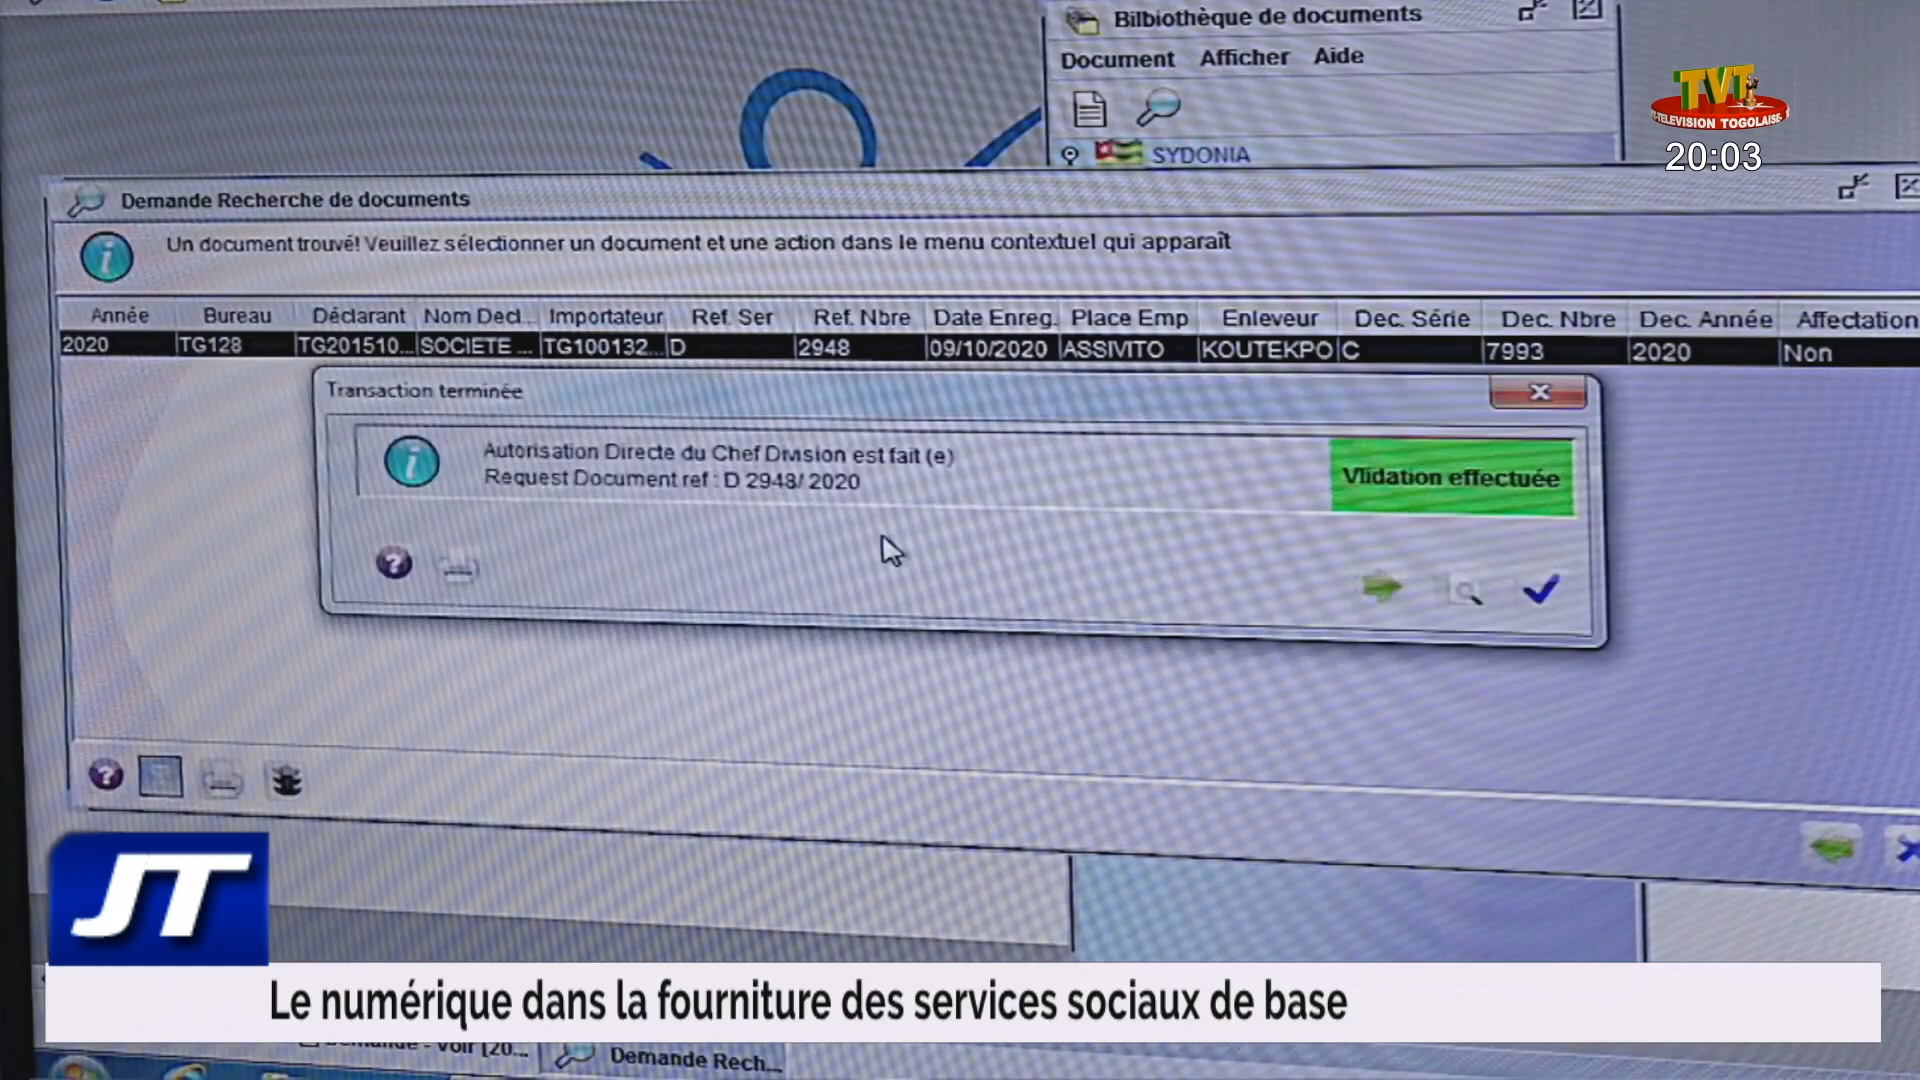 Bilbiothèque de documents
Document Afficher Aide
SYDONIA
TVT
TELEVISION TOGOLAISE
20:03
Demande Recherche de documents
Un document trouvé! Veuillez sélectionner un document et une action dans le menu contextuel qui apparaît
Année Bureau Déclarant Nom Decl... Importateur Ref. Ser Ref. Nbre Date Enreg. Place Emp Enleveur Dec. Série Dec. Nbre Dec. Année Affectation
2020 TG128 TG201510... SOCIETE ... TG100132... D 2948 09/10/2020 ASSIVITO KOUTEKPO C 7993 2020 Non
Transaction terminée
Autorisation Directe du Chef Division est fait (e)
Request Document ref : D 2948/ 2020
Vlidation effectuée
JT
Le numérique dans la fourniture des services sociaux de base
Demande - Voir [20...
Demande Rech...